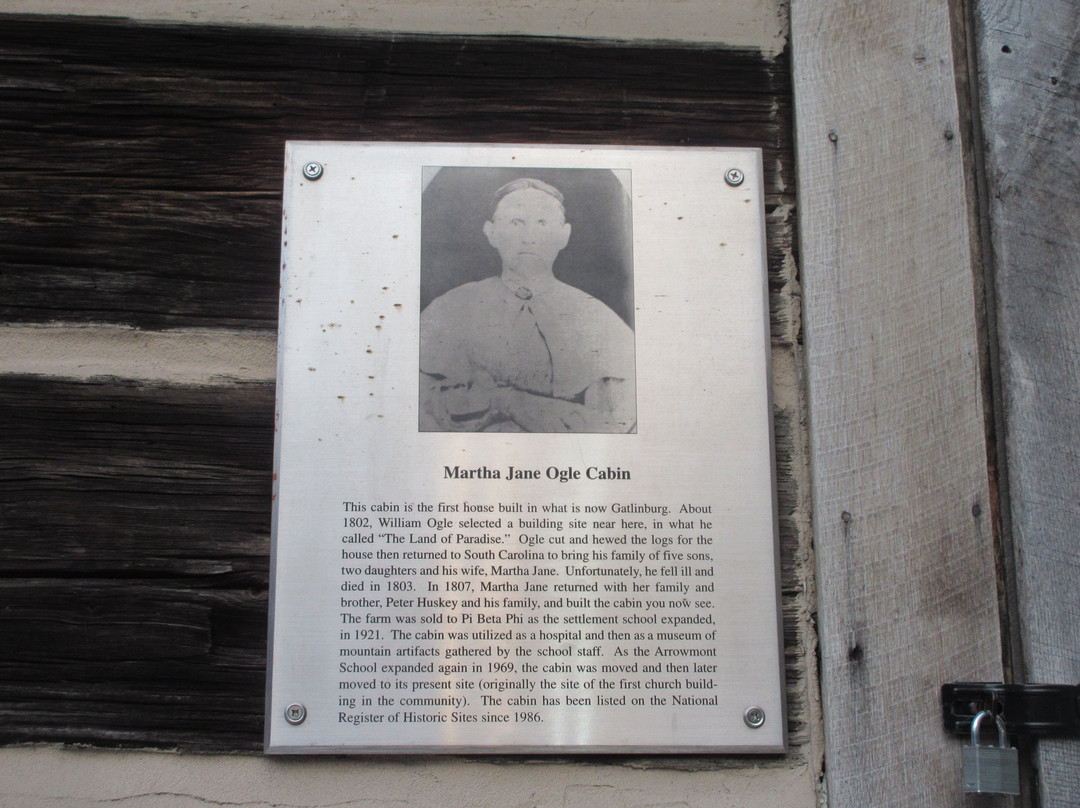 Martha Jane Ogle Cabin
This cabin is the first house built in what is now Gatlinburg. About
1802, William Ogle selected a building site near here, in what he
called “The Land of Paradise.” Ogle cut and hewed the logs for the
house then returned to South Carolina to bring his family of five sons,
two daughters and his wife, Martha Jane. Unfortunately, he fell ill and
died in 1803. In 1807, Martha Jane returned with her family and
brother, Peter Huskey and his family, and built the cabin you now see.
The farm was sold to Pi Beta Phi as the settlement school expanded,
in 1921. The cabin was utilized as a hospital and then as a museum of
mountain artifacts gathered by the school staff. As the Arrowmont
School expanded again in 1969, the cabin was moved and then later
moved to its present site (originally the site of the first church build-
ing in the community). The cabin has been listed on the National
Register of Historic Sites since 1986.